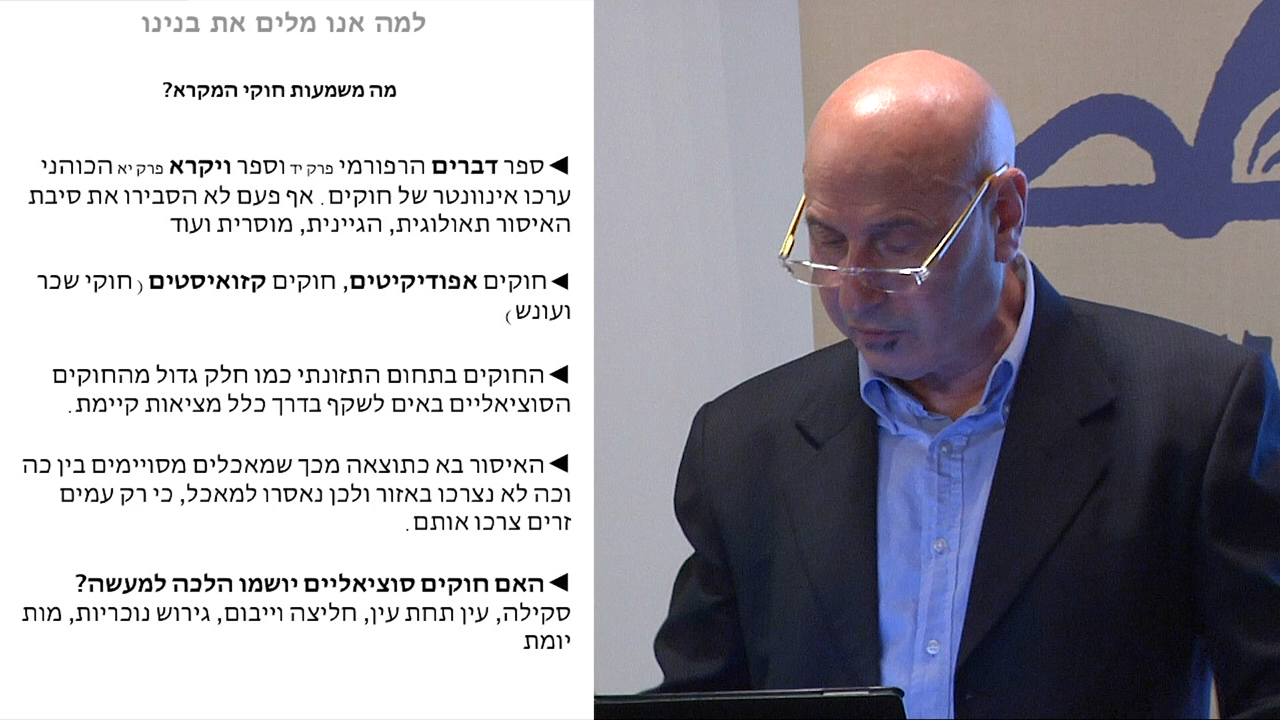 למה אנו מלים את בנינו
מה משמעות חוקי המקרא?
◄ספר דברים הרפורמי פרק יד וספר ויקרא פרק יא הכוהני
ערכו אינוונטר של חוקים. אף פעם לא הסבירו את סיבת
האיסור תאולוגית, הגיינית, מוסרית ועוד
◄חוקים אפודיקיטים, חוקים קזואיסטים (חוקי שכר
ועונש)
◄החוקים בתחום התזונתי כמו חלק גדול מהחוקים
הסוציאליים באים לשקף בדרך כלל מציאות קיימת.
◄האיסור בא כתוצאה מכך שמאכלים מסויימים בין כה
וכה לא נצרכו באזור ולכן נאסרו למאכל, כי רק עמים
זרים צרכו אותם.
◄האם חוקים סוציאליים יושמו הלכה למעשה?
סקילה, עין תחת עין, חליצה וייבום, גירוש נוכריות, מות
יומת